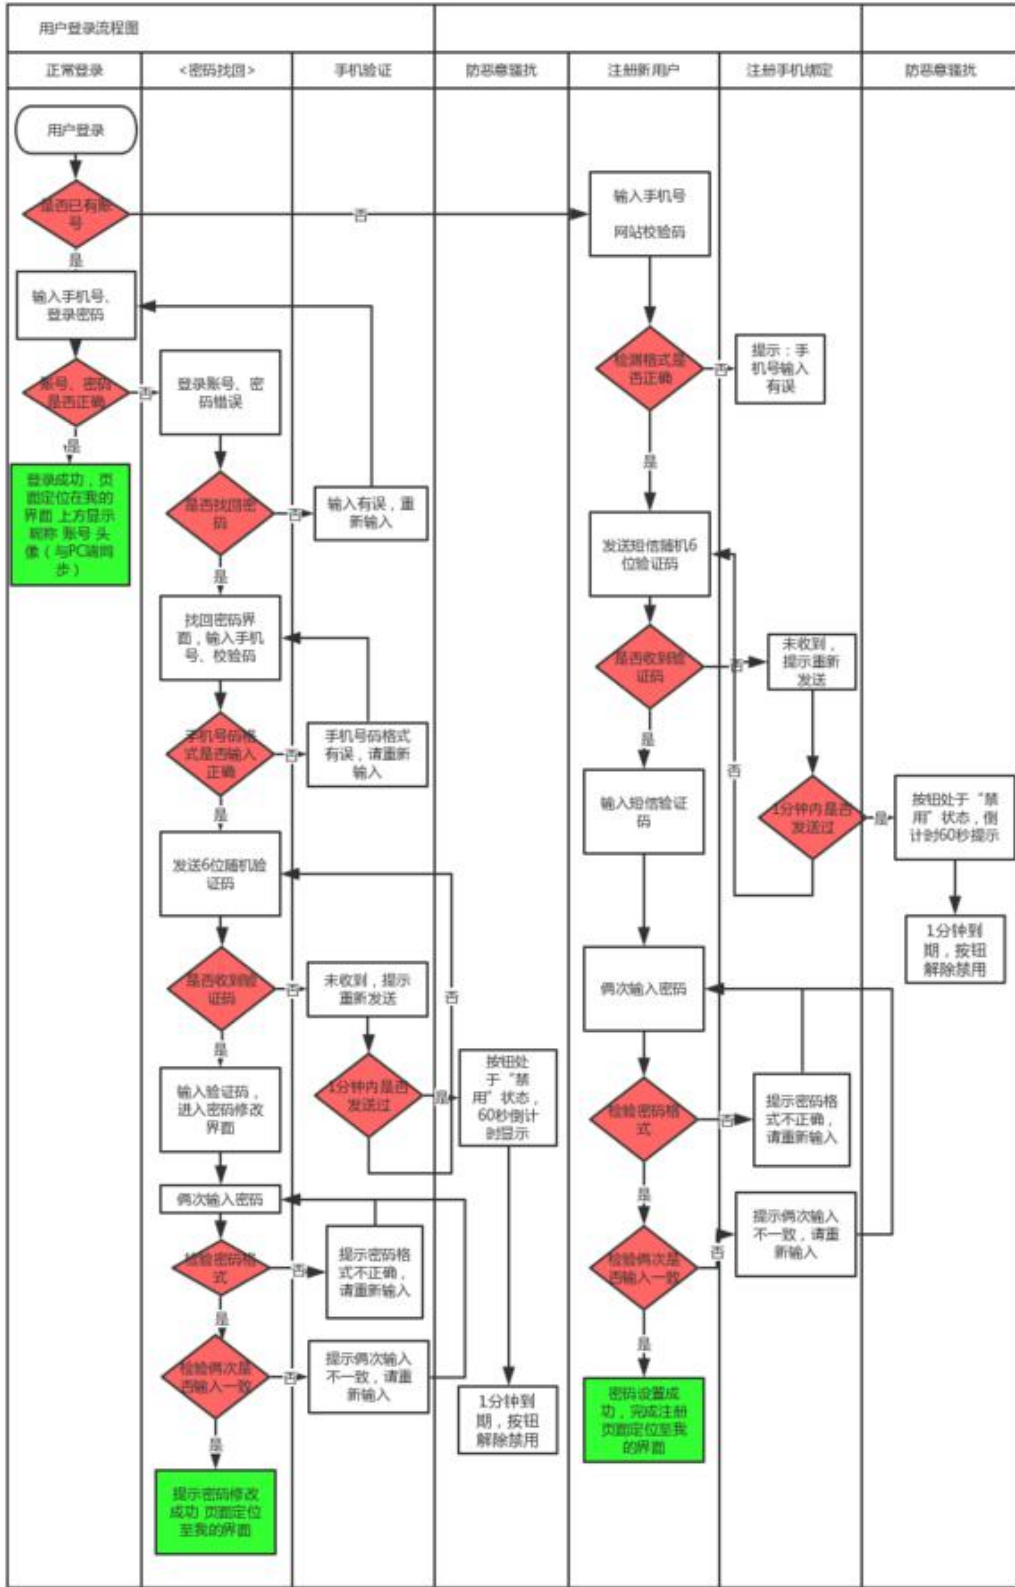 用户登录流程图
正常登录
<密码找回>
手机验证
防恶意骚扰
注册新用户
注册手机绑定
防恶意骚扰
用户登录
是否已有账
号
否
是
输入手机号、
登录密码
账号、密码
是否正确
否
是
登录成功，页
面定位在我的
界面 上方显示
昵称 账号 头
像（与PC端同
步）
登录账号、密
码错误
是否找回密
码
否
输入有误，重
新输入
是
找回密码界
面，输入手机
号、校验码
手机号码格
式是否输入
正确
否
手机号码格式
有误，请重新
输入
是
发送6位随机验
证码
是否收到验
证码
否
未收到，提示
重新发送
1分钟内是否
发送过
否
是
按钮处
于“禁
用”状态，
60秒倒计
时显示
1分钟到
期，按钮
解除禁用
是
输入验证码，
进入密码修改
界面
俩次输入密码
检验密码格
式
否
提示密码格
式不正确，
请重新输入
是
检验俩次是
否输入一致
否
提示俩次输入
不一致，请重
新输入
是
提示密码修改
成功 页面定位
至我的界面
输入手机号
网站校验码
检测格式是
否正确
否
提示：手
机号输入
有误
是
发送短信随机6
位验证码
是否收到验
证码
否
未收到，
提示重新
发送
1分钟内是否
发送过
否
是
按钮处于“禁
用”状态，倒
计时60秒提示
1分钟到
期，按钮
解除禁用
是
输入短信验证
码
俩次输入密码
检验密码格
式
否
提示密码格
式不正确，
请重新输入
是
检验俩次是
否输入一致
否
提示俩次输入
不一致，请重
新输入
是
密码设置成
功，完成注册
页面定位至我
的界面